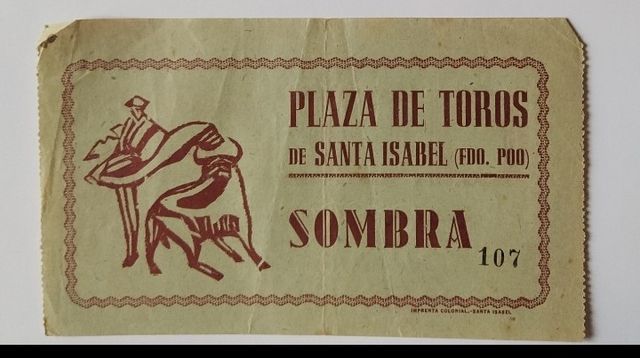 PLAZA DE TOROS
DE SANTA ISABEL (FDO. POO)
SOMBRA
107
IMPRENTA COLONIAL.-SANTA ISABEL